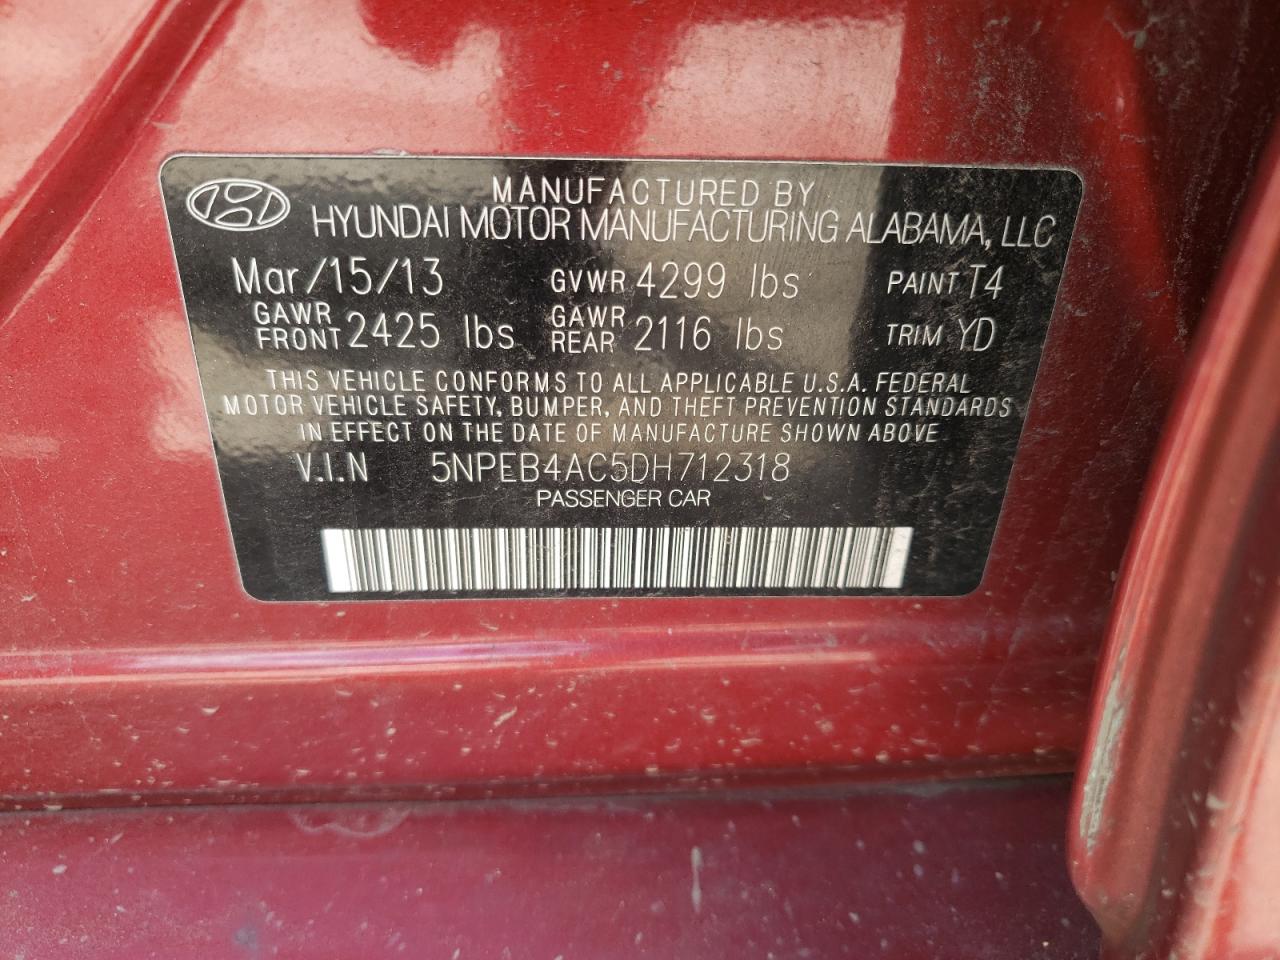 MANUFACTURED BY
HYUNDAI MOTOR MANUFACTURING ALABAMA, LLC
Mar/15/13 GVWR 4299 lbs PAINT T4
GAWR FRONT 2425 lbs GAWR REAR 2116 lbs TRIM YD
THIS VEHICLE CONFORMS TO ALL APPLICABLE U.S.A. FEDERAL
MOTOR VEHICLE SAFETY, BUMPER, AND THEFT PREVENTION STANDARDS
IN EFFECT ON THE DATE OF MANUFACTURE SHOWN ABOVE
V.I.N 5NPEB4AC5DH712318
PASSENGER CAR